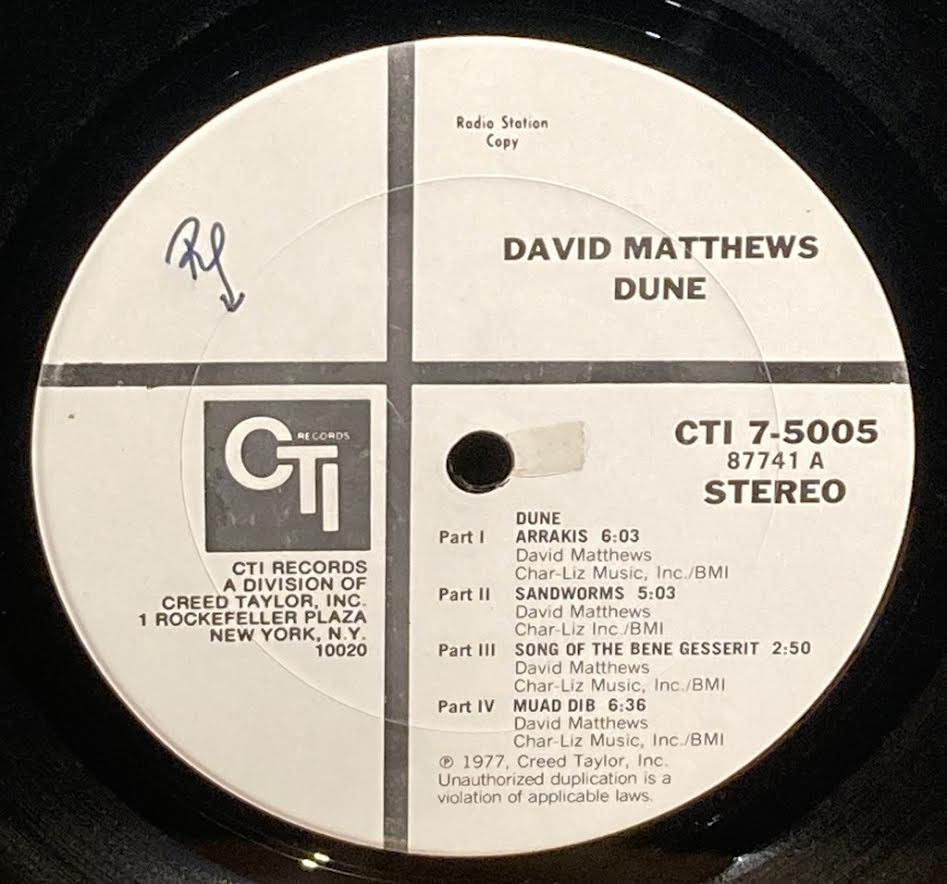 Radio Station
Copy
DAVID MATTHEWS
DUNE
CTI RECORDS
CTI RECORDS
A DIVISION OF
CREED TAYLOR, INC.
1 ROCKEFELLER PLAZA
NEW YORK, N.Y.
10020
CTI 7-5005
87741 A
STEREO
DUNE
Part I ARRAKIS 6:03
David Matthews
Char-Liz Music, Inc./BMI
Part II SANDWORMS 5:03
David Matthews
Char-Liz Inc./BMI
Part III SONG OF THE BENE GESSERIT 2:50
David Matthews
Char-Liz Music, Inc./BMI
Part IV MUAD DIB 6:36
David Matthews
Char-Liz Music, Inc./BMI
℗ 1977, Creed Taylor, Inc.
Unauthorized duplication is a
violation of applicable laws.